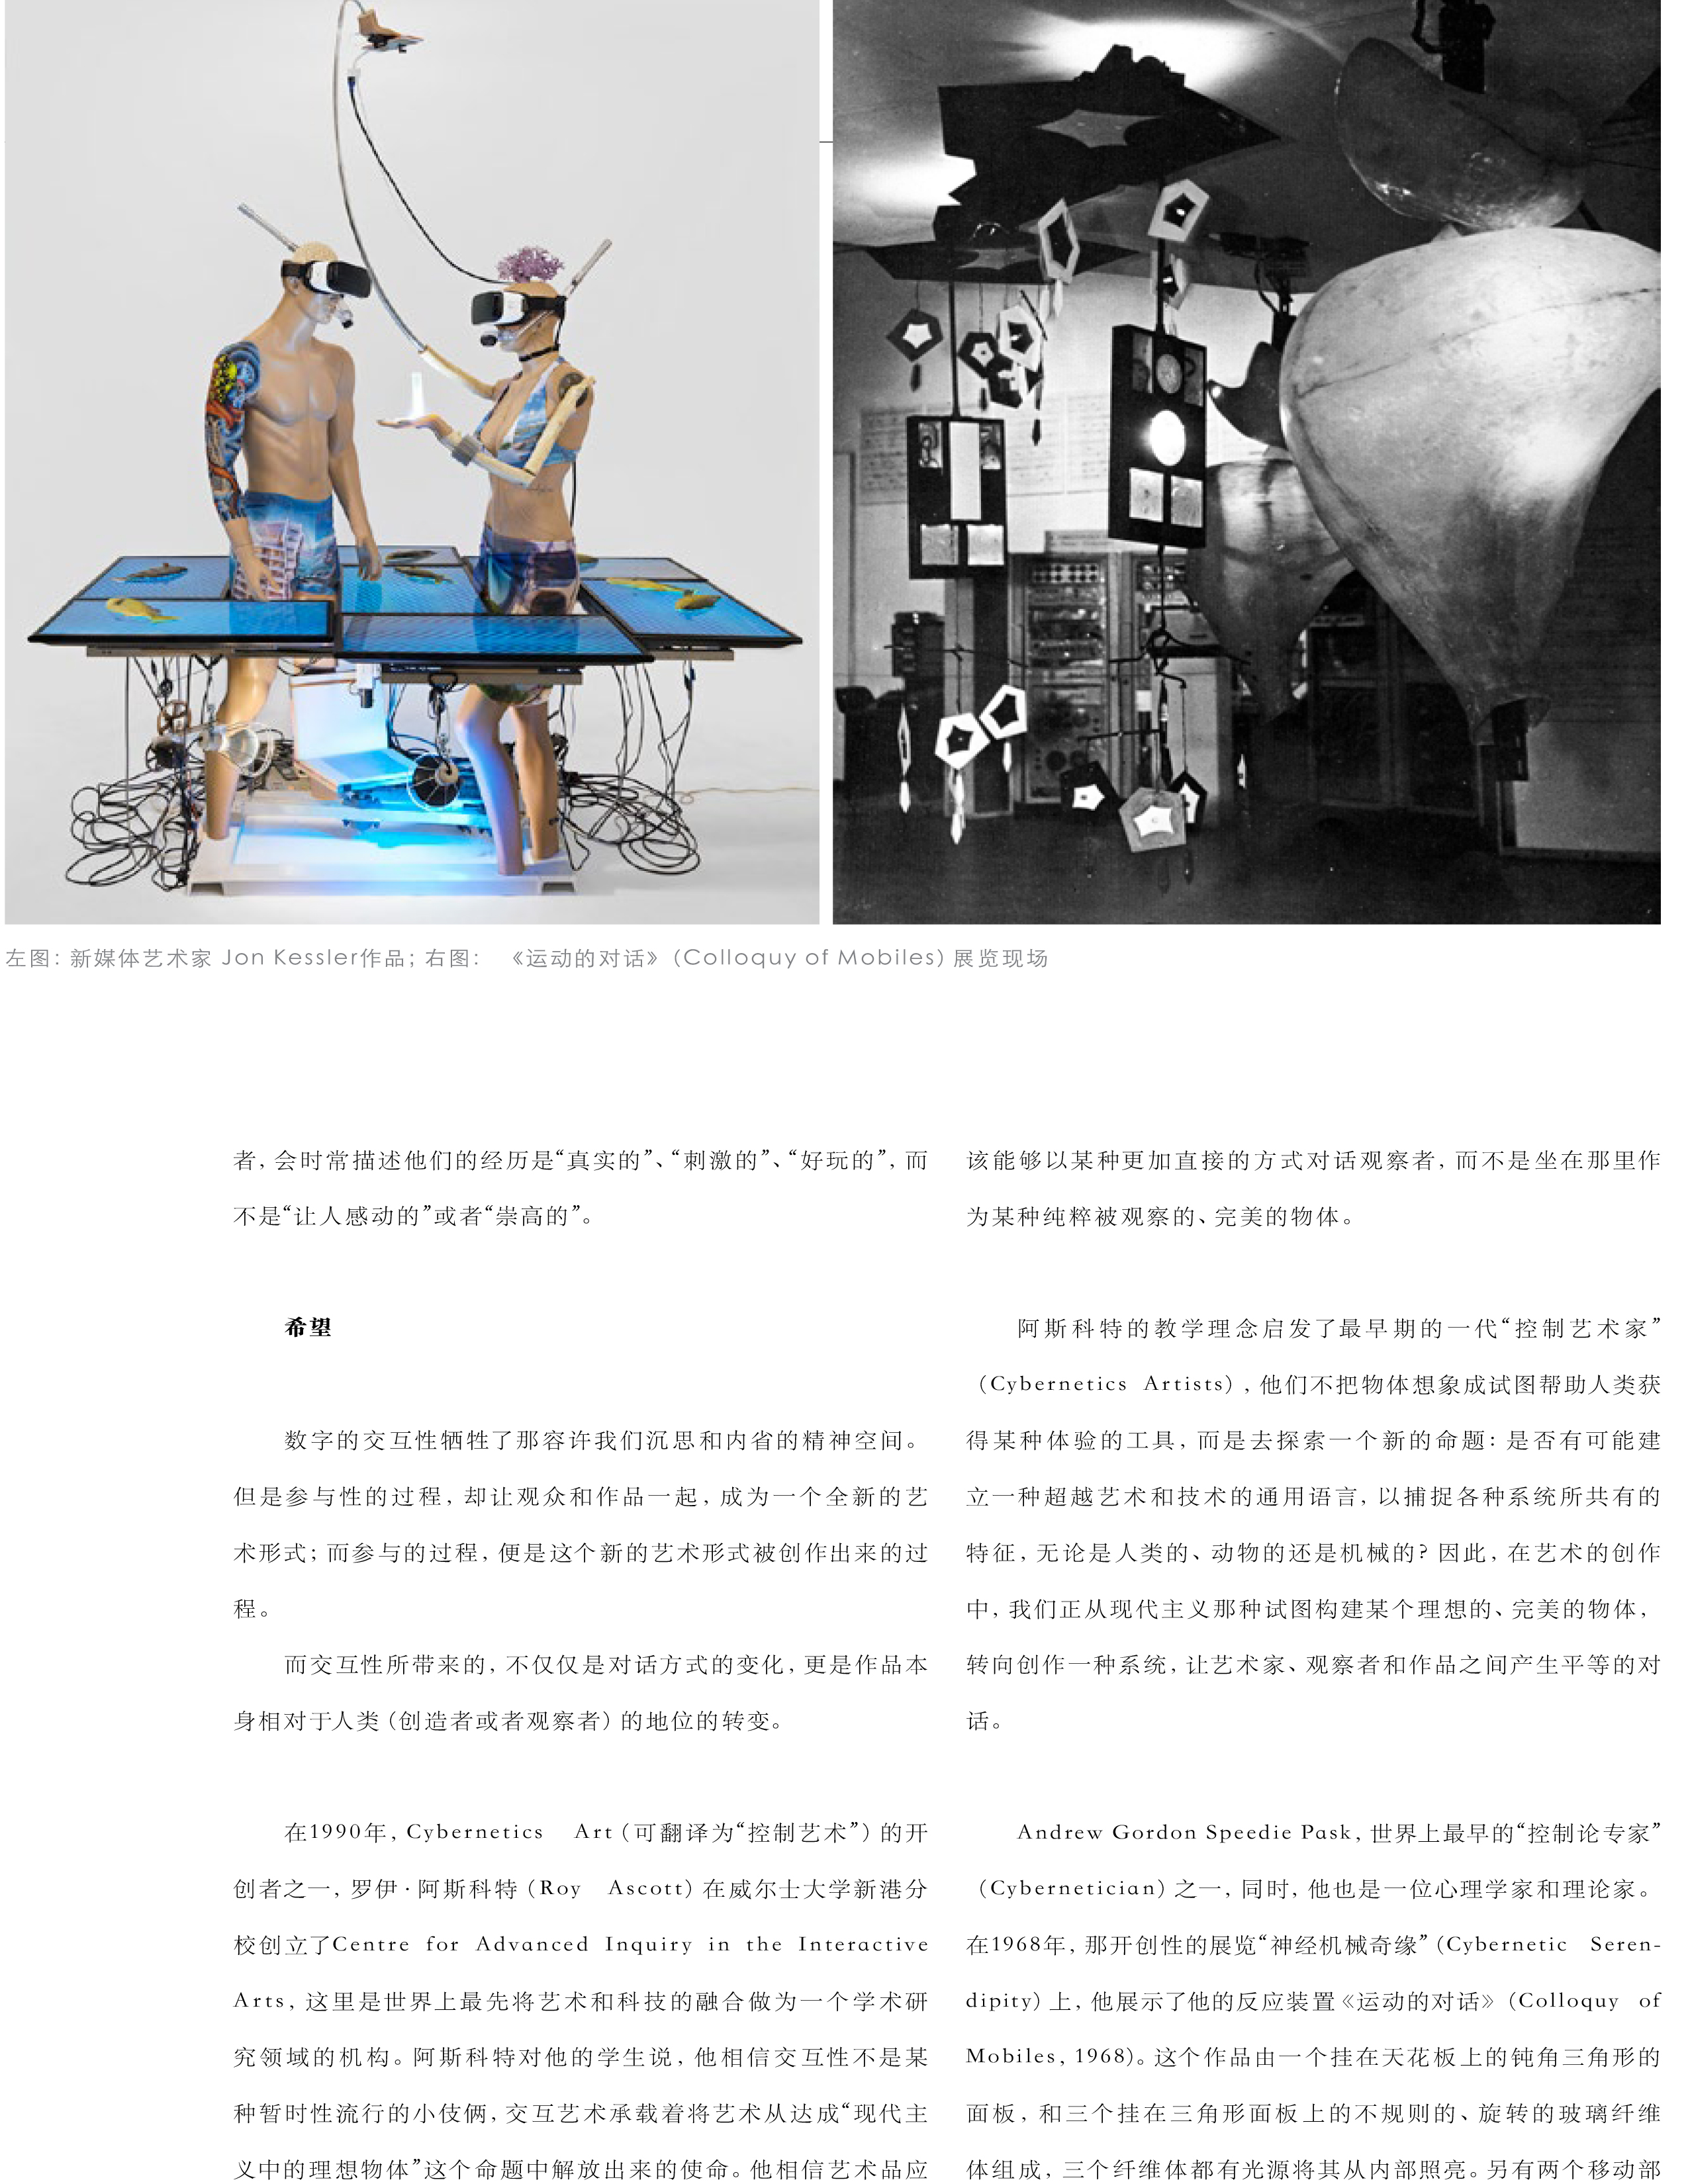 左图: 新媒体艺术家 Jon Kessler作品; 右图: 《运动的对话》(Colloquy of Mobiles) 展览现场
者, 会时常描述他们的经历是“真实的”、“刺激的”、“好玩的”, 而
不是“让人感动的”或者“崇高的”。
希望
数字的交互性牺牲了那容许我们沉思和内省的精神空间。
但是参与性的过程, 却让观众和作品一起, 成为一个全新的艺
术形式; 而参与的过程, 便是这个新的艺术形式被创作出来的过
程。
而交互性所带来的, 不仅仅是对话方式的变化, 更是作品本
身相对于人类 (创造者或者观察者) 的地位的转变。
在1990年, Cybernetics Art (可翻译为“控制艺术”) 的开
创者之一, 罗伊·阿斯科特 (Roy Ascott) 在威尔士大学新港分
校创立了Centre for Advanced Inquiry in the Interactive
Arts, 这里是世界上最先将艺术和科技的融合做为一个学术研
究领域的机构。阿斯科特对他的学生说, 他相信交互性不是某
种暂时性流行的小伎俩, 交互艺术承载着将艺术从达成“现代主
义中的理想物体”这个命题中解放出来的使命。他相信艺术品应
该能够以某种更加直接的方式对话观察者, 而不是坐在那里作
为某种纯粹被观察的、完美的物体。
阿斯科特的教学理念启发了最早期的一代“控制艺术家”
(Cybernetics Artists) , 他们不把物体想象成试图帮助人类获
得某种体验的工具, 而是去探索一个新的命题: 是否有可能建
立一种超越艺术和技术的通用语言, 以捕捉各种系统所共有的
特征, 无论是人类的、动物的还是机械的? 因此, 在艺术的创作
中, 我们正从现代主义那种试图构建某个理想的、完美的物体,
转向创作一种系统, 让艺术家、观察者和作品之间产生平等的对
话。
Andrew Gordon Speedie Pask, 世界上最早的“控制论专家”
(Cybernetician) 之一, 同时, 他也是一位心理学家和理论家。
在1968年, 那开创性的展览“神经机械奇缘” (Cybernetic Seren-
dipity) 上, 他展示了他的反应装置《运动的对话》 (Colloquy of
Mobiles, 1968)。这个作品由一个挂在天花板上的钝角三角形的
面板, 和三个挂在三角形面板上的不规则的、旋转的玻璃纤维
体组成, 三个纤维体都有光源将其从内部照亮。另有两个移动部